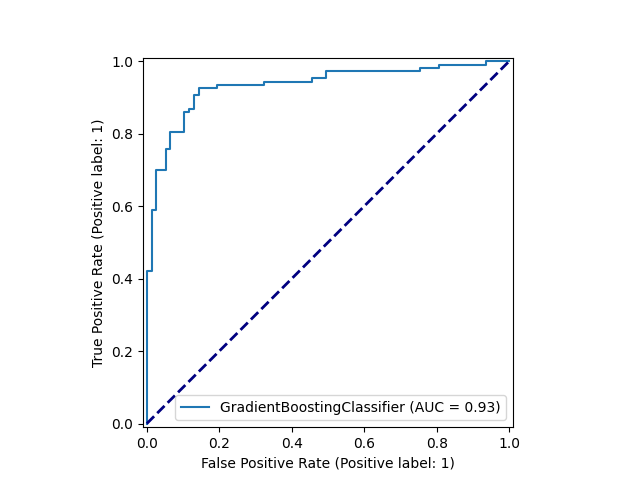 1.0
0.8
0.6
0.4
0.2
0.0
True Positive Rate (Positive label: 1)
GradientBoostingClassifier (AUC = 0.93)
0.0 0.2 0.4 0.6 0.8 1.0
False Positive Rate (Positive label: 1)